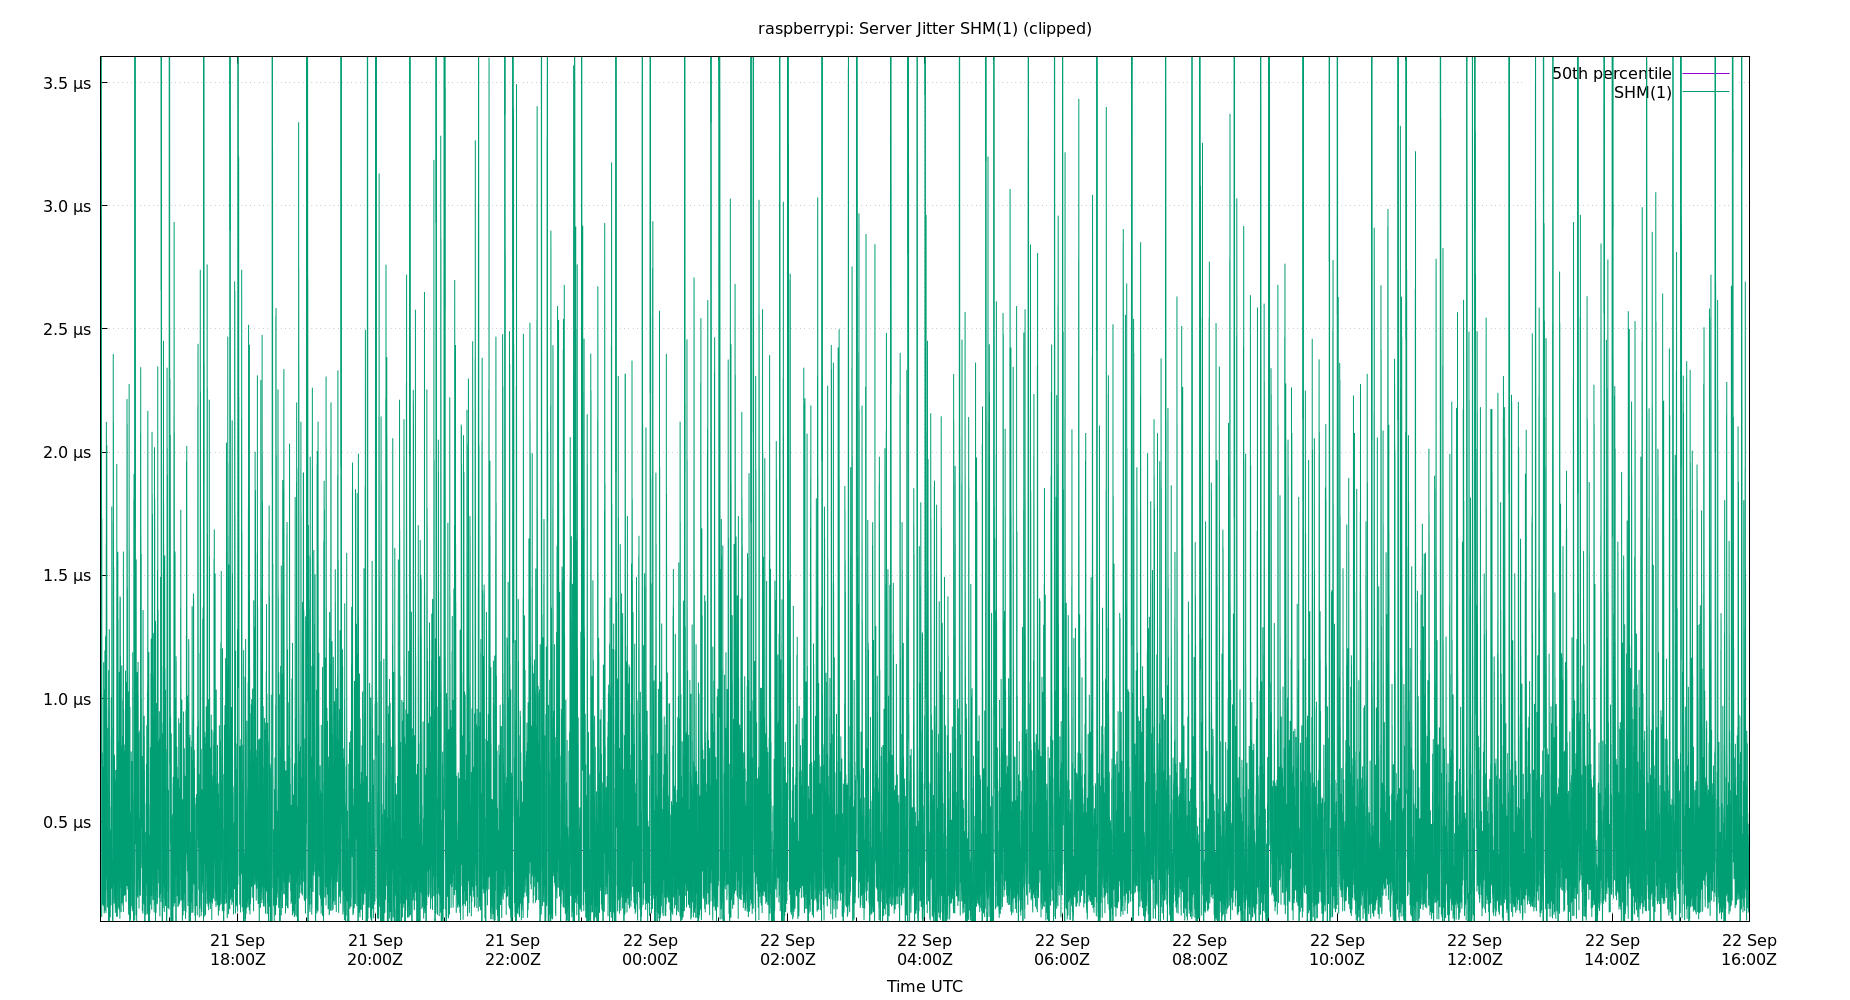 raspberrypi: Server Jitter SHM(1) (clipped)
50th percentile
SHM(1)
3.5 µs
3.0 µs
2.5 µs
2.0 µs
1.5 µs
1.0 µs
0.5 µs
21 Sep 21 Sep 21 Sep 22 Sep 22 Sep 22 Sep 22 Sep 22 Sep 22 Sep 22 Sep 22 Sep 22 Sep
18:00Z 20:00Z 22:00Z 00:00Z 02:00Z 04:00Z 06:00Z 08:00Z 10:00Z 12:00Z 14:00Z 16:00Z
Time UTC